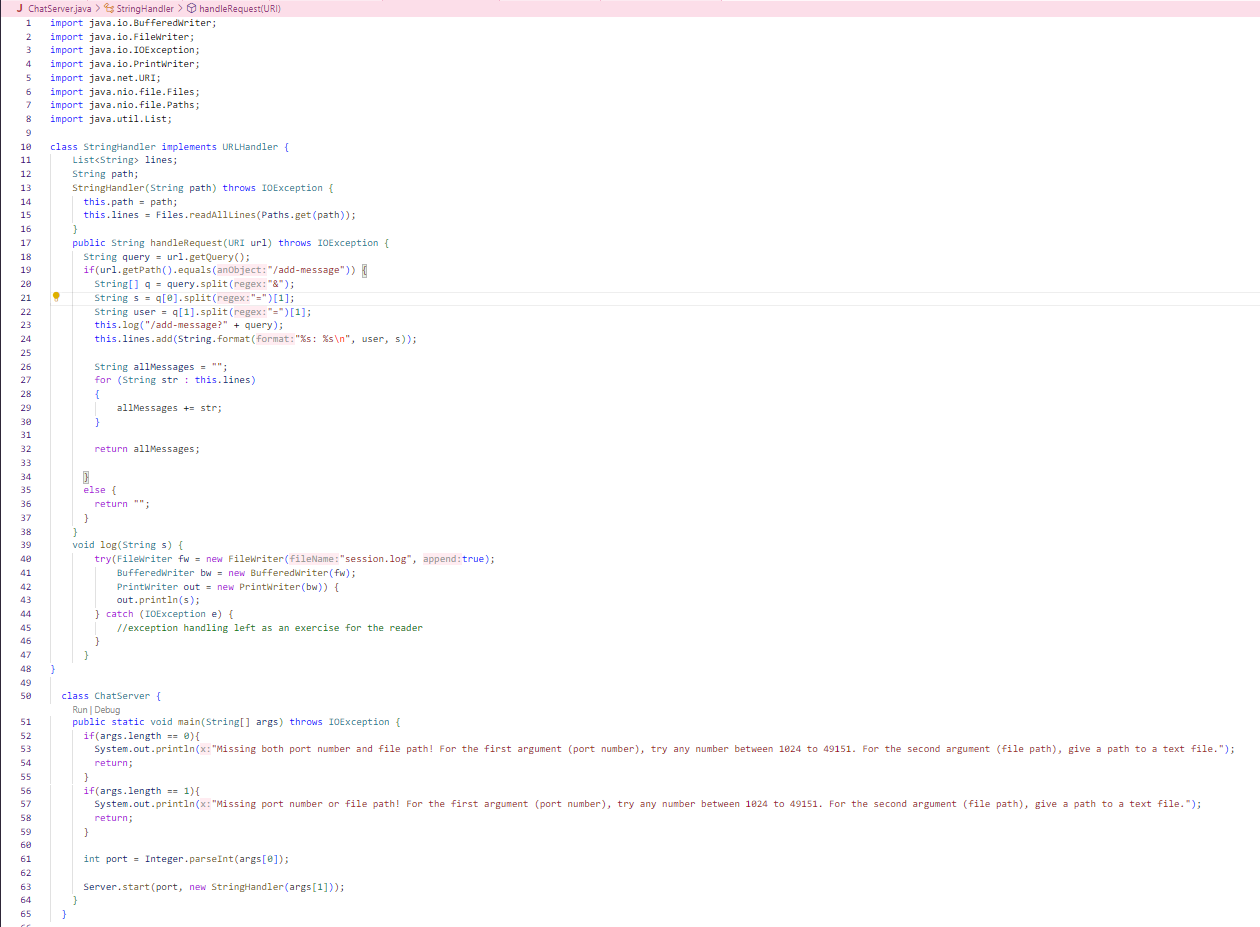 ChatServer.java > StringHandler > handleRequest(URI)
1 import java.io.BufferedWriter;
2 import java.io.FileWriter;
3 import java.io.IOException;
4 import java.io.PrintWriter;
5 import java.net.URI;
6 import java.nio.file.Files;
7 import java.nio.file.Paths;
8 import java.util.List;
9
10 class StringHandler implements URLHandler {
11     List<String> lines;
12     String path;
13     StringHandler(String path) throws IOException {
14       this.path = path;
15       this.lines = Files.readAllLines(Paths.get(path));
16     }
17     public String handleRequest(URI url) throws IOException {
18       String query = url.getQuery();
19       if(url.getPath().equals(anObject:"/add-message")) {
20         String[] q = query.split(regex:"&");
21         String s = q[0].split(regex:"=")[1];
22         String user = q[1].split(regex:"=")[1];
23         this.log("/add-message?" + query);
24         this.lines.add(String.format(format:"%s: %s\n", user, s));
25
26         String allMessages = "";
27         for (String str : this.lines)
28         {
29             allMessages += str;
30         }
31
32         return allMessages;
33
34       }
35       else {
36         return "";
37       }
38     }
39     void log(String s) {
40         try(FileWriter fw = new FileWriter(fileName:"session.log", append:true);
41             BufferedWriter bw = new BufferedWriter(fw);
42             PrintWriter out = new PrintWriter(bw)) {
43             out.println(s);
44         } catch (IOException e) {
45             //exception handling left as an exercise for the reader
46         }
47       }
48 }
49
50   class ChatServer {
Run | Debug
51     public static void main(String[] args) throws IOException {
52       if(args.length == 0){
53         System.out.println(x:"Missing both port number and file path! For the first argument (port number), try any number between 1024 to 49151. For the second argument (file path), give a path to a text file.");
54         return;
55       }
56       if(args.length == 1){
57         System.out.println(x:"Missing port number or file path! For the first argument (port number), try any number between 1024 to 49151. For the second argument (file path), give a path to a text file.");
58         return;
59       }
60
61       int port = Integer.parseInt(args[0]);
62
63       Server.start(port, new StringHandler(args[1]));
64     }
65   }